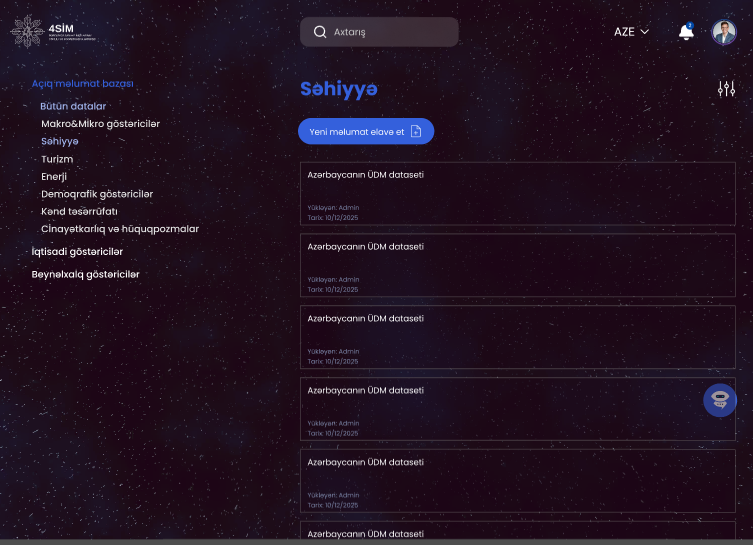 4SİM
Axtarış
AZE
2
Açıq məlumat bazası
Bütün datalar
Makro&Mikro göstəricilər
Səhiyyə
Turizm
Enerji
Demoqrafik göstəricilər
Kənd təsərrüfatı
Cinayətkarlıq və hüquqpozmalar
İqtisadi göstəricilər
Beynəlxalq göstəricilər
Səhiyyə
Yeni məlumat əlavə et
Azərbaycanın ÜDM dataseti
Yükləyən: Admin
Tarix: 10/12/2025
Azərbaycanın ÜDM dataseti
Yükləyən: Admin
Tarix: 10/12/2025
Azərbaycanın ÜDM dataseti
Yükləyən: Admin
Tarix: 10/12/2025
Azərbaycanın ÜDM dataseti
Yükləyən: Admin
Tarix: 10/12/2025
Azərbaycanın ÜDM dataseti
Yükləyən: Admin
Tarix: 10/12/2025
Azərbaycanın ÜDM dataseti